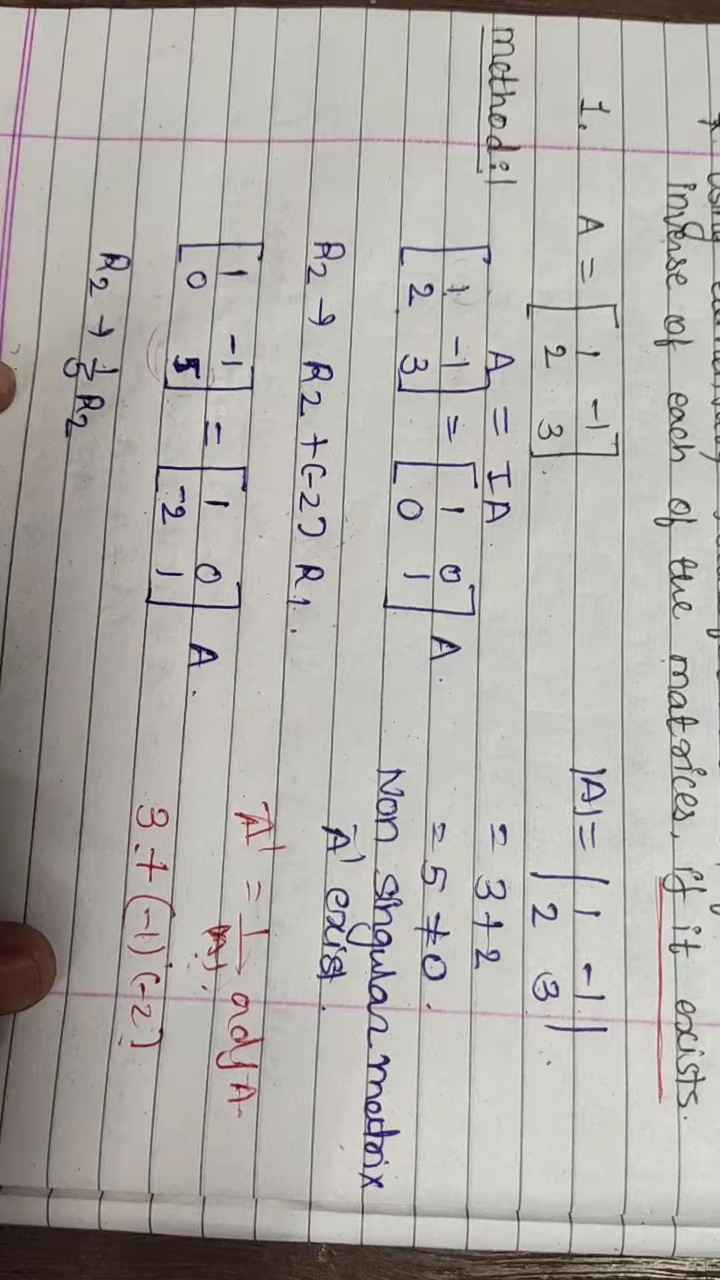 inverse of each of the matrices, if it exists.
1. A = [1 -1
2 3].
|A| = |1 -1
2 3|.
= 3+2
= 5 ≠ 0.
Non singular matrix
A⁻¹ exist.
method:1
A = IA
[1 -1
2 3] = [1 0
0 1] A.
R₂ → R₂ + (-2) R₁.
[1 -1
0 5] = [1 0
-2 1] A.
R₂ → 1/5 R₂
A⁻¹ = 1/|A| adj A.
3 + (-1) (-2)